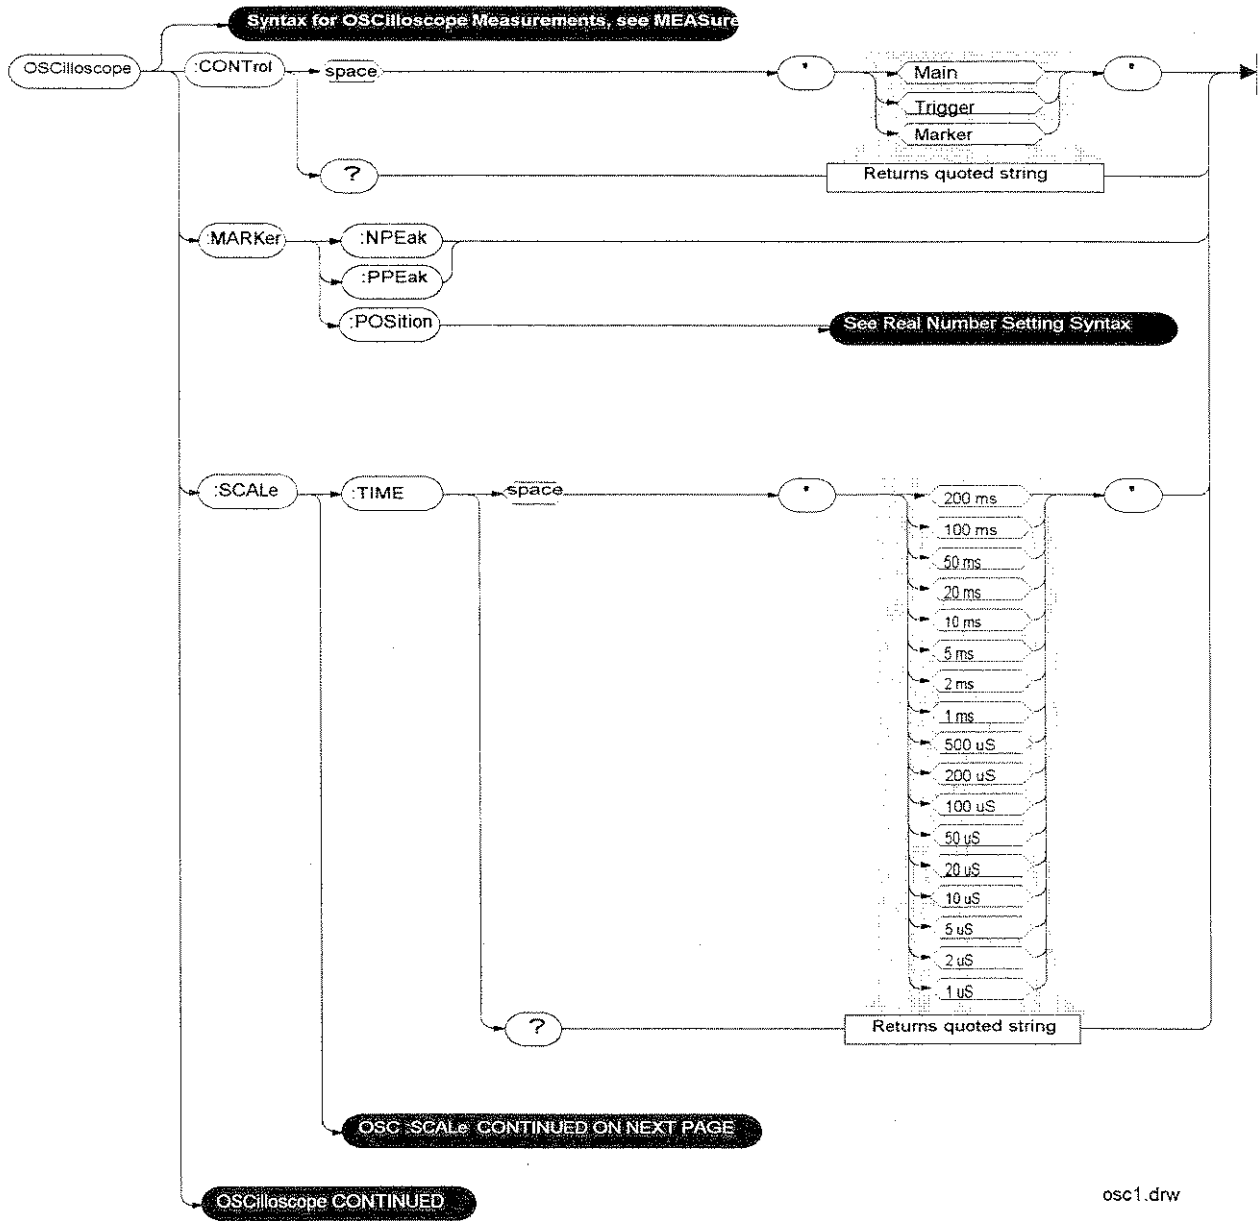 Syntax for OSCilloscope Measurements, see MEASure
OSCilloscope :CONTrol space " Main "
Trigger
Marker
? Returns quoted string
:MARKer :NPEak
:PPEak
:POSition See Real Number Setting Syntax
:SCALe :TIME space " 200 ms "
100 ms
50 ms
20 ms
10 ms
5 ms
2 ms
1 ms
500 uS
200 uS
100 uS
50 uS
20 uS
10 uS
5 uS
2 uS
1 uS
? Returns quoted string
OSC :SCALe CONTINUED ON NEXT PAGE
OSCilloscope CONTINUED
osc1.drw